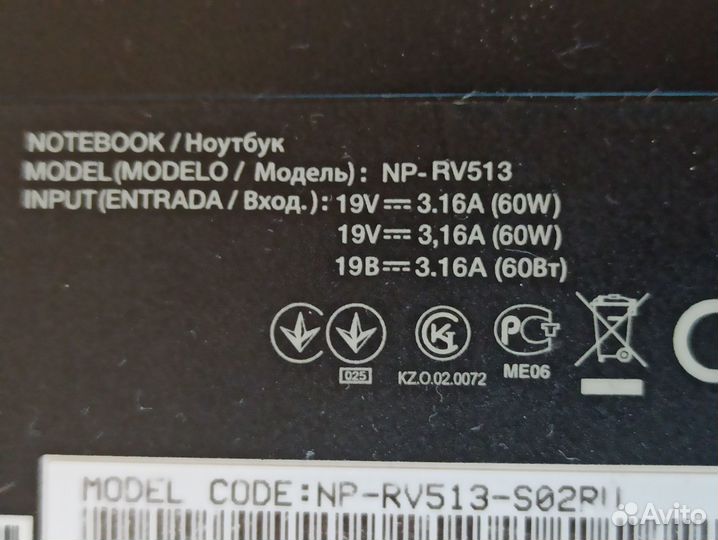 NOTEBOOK / Ноутбук
MODEL(MODELO / Модель): NP-RV513
INPUT(ENTRADA / Вход.): 19V⎓3.16A (60W)
19V⎓3,16A (60W)
19В⎓3.16A (60Вт)
025
KZ.O.02.0072
РСТ
ME06
MODEL CODE:NP-RV513-S02RU
Avito